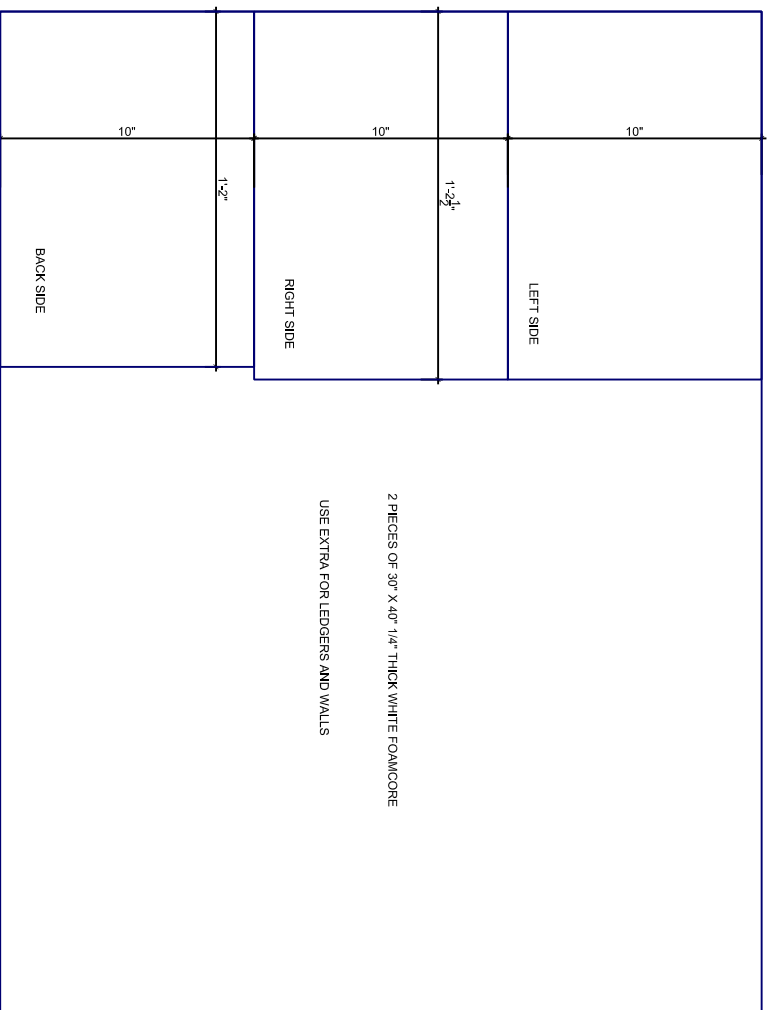 10"
10"
10"
1'-2"
1'-2 1/2"
BACK SIDE
RIGHT SIDE
LEFT SIDE
2 PIECES OF 30" X 40" 1/4" THICK WHITE FOAMCORE
USE EXTRA FOR LEDGERS AND WALLS